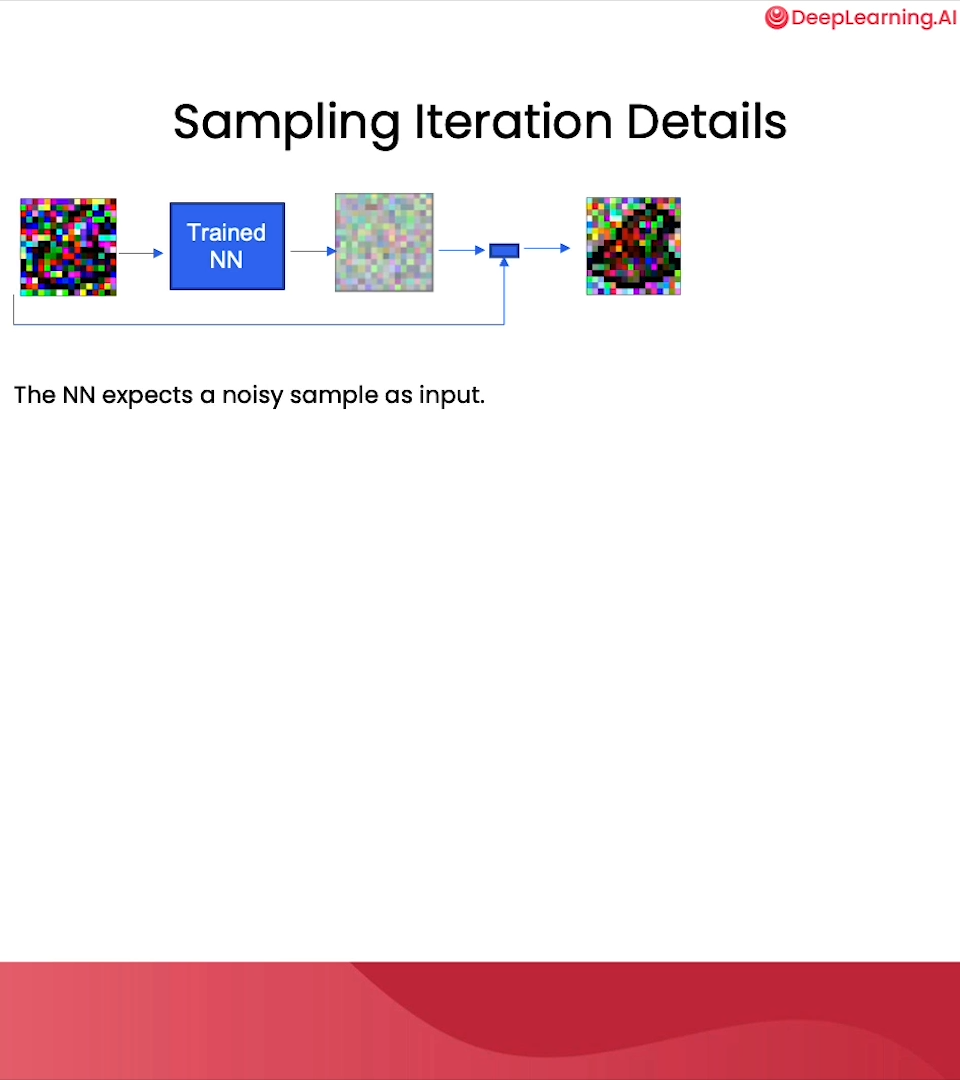 DeepLearning.AI
Sampling Iteration Details
Trained
NN
The NN expects a noisy sample as input.